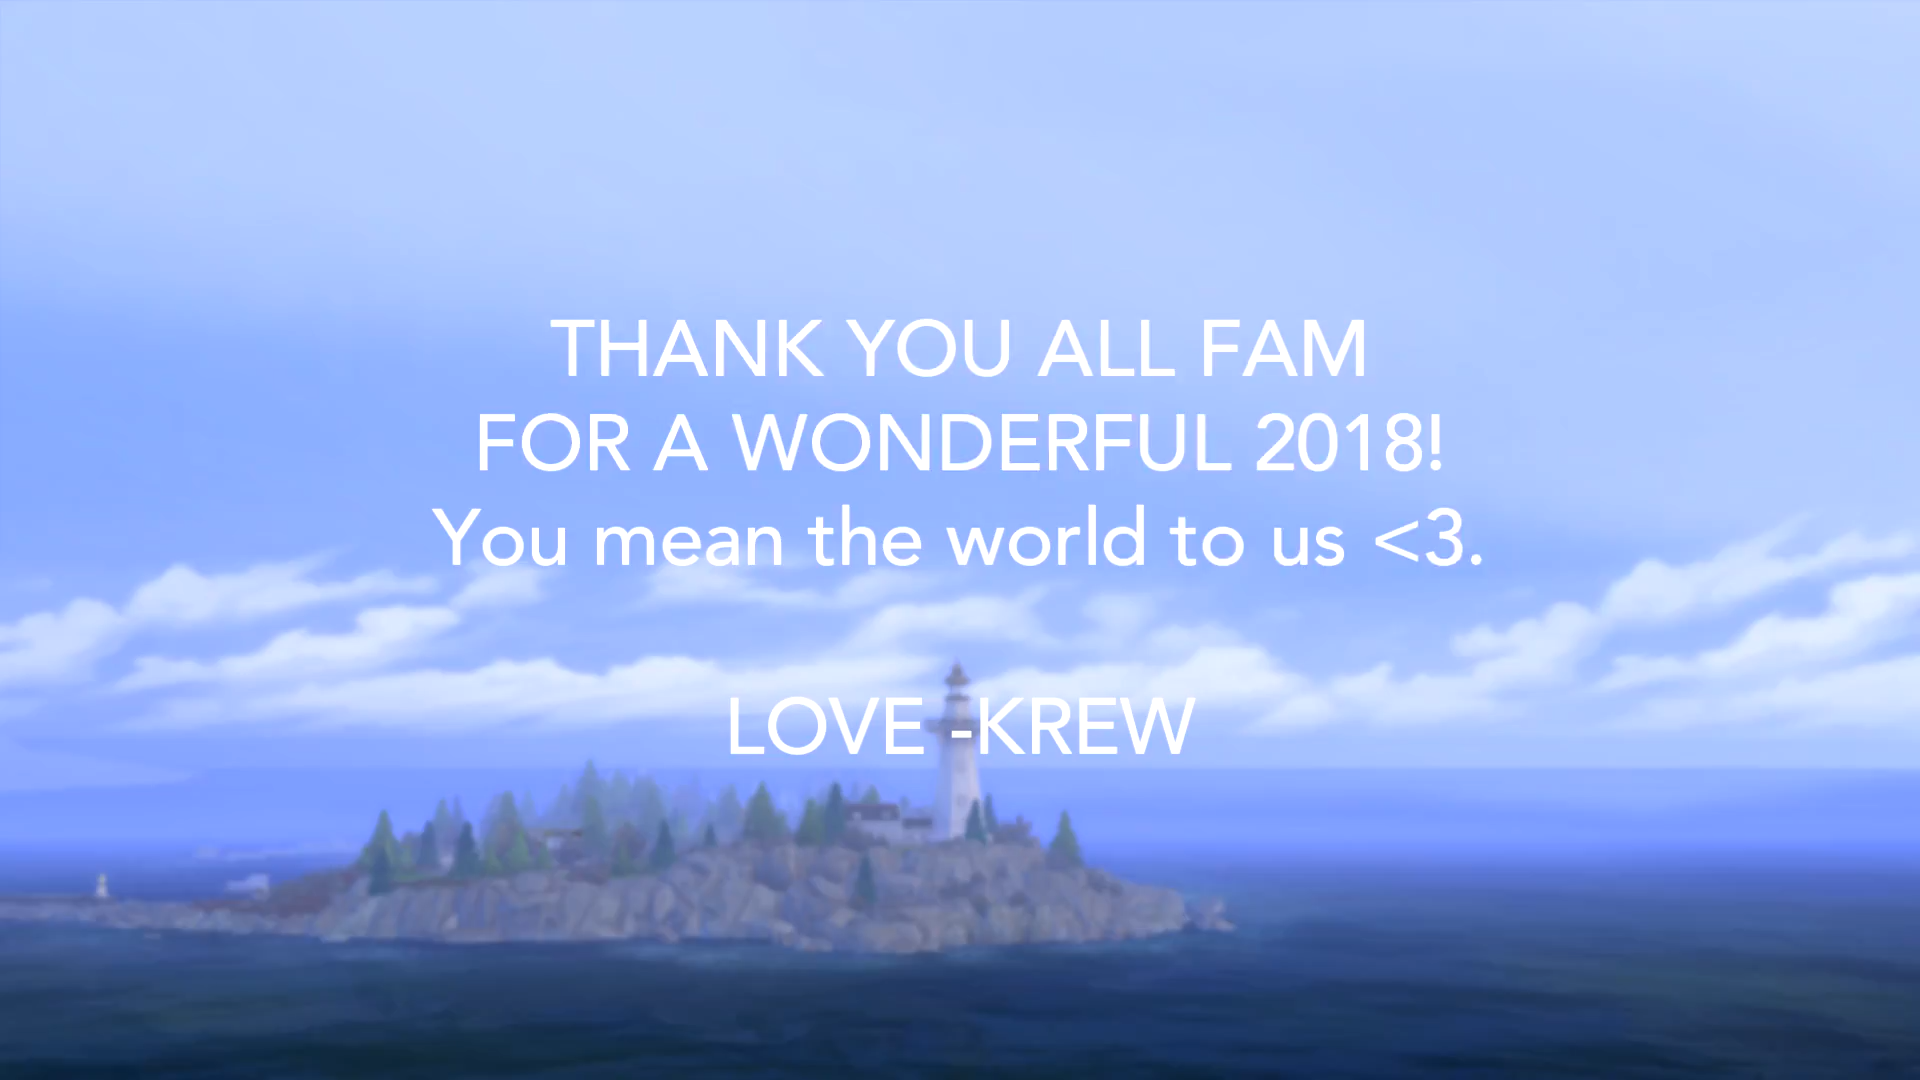 THANK YOU ALL FAM
FOR A WONDERFUL 2018!
You mean the world to us <3.
LOVE -KREW